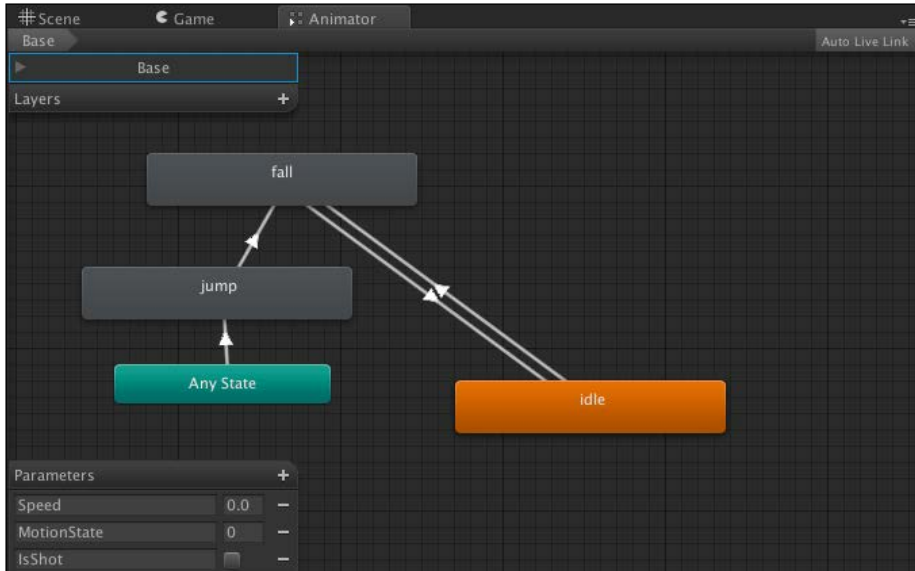 Scene Game Animator
Base Auto Live Link
Base
Layers +
fall
jump
Any State
idle
Parameters +
Speed 0.0 −
MotionState 0 −
IsShot −